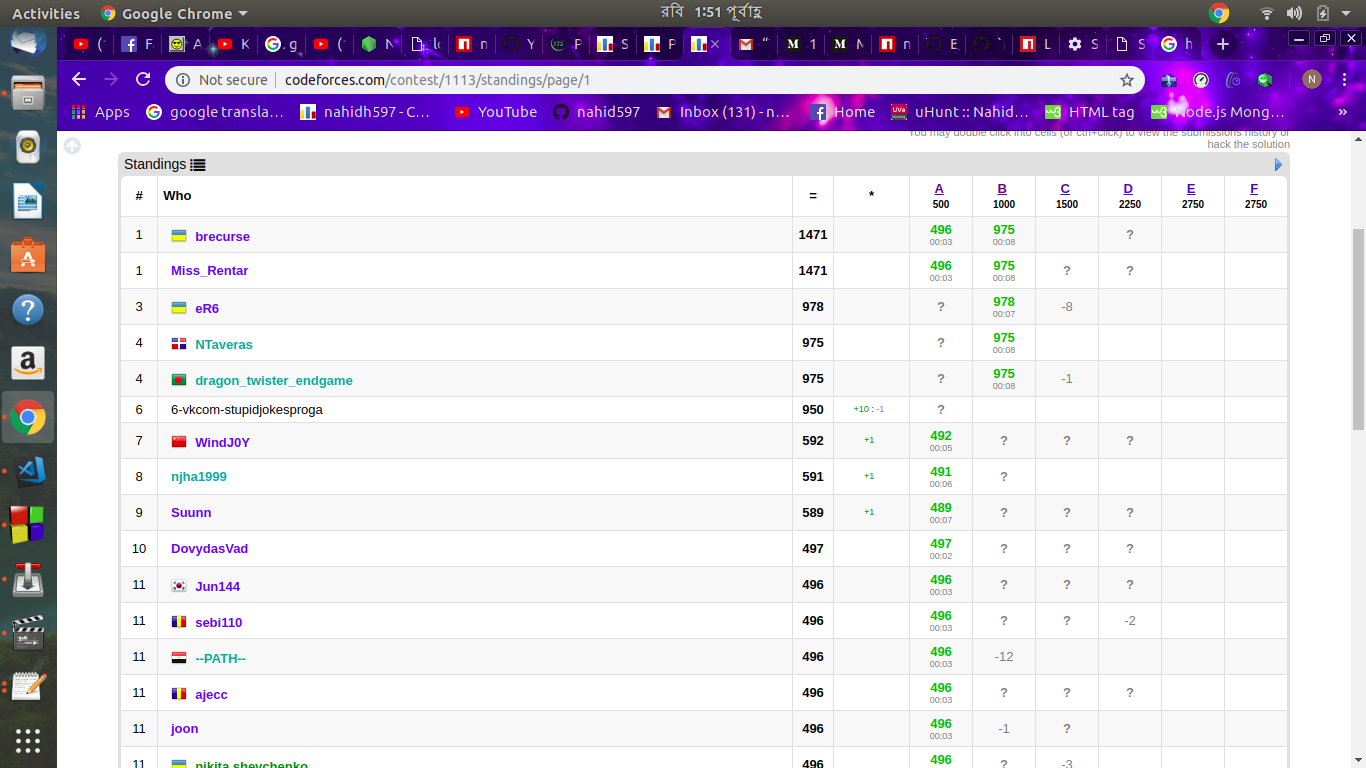 Activities Google Chrome রবি 1:51 পূর্বাহ্ণ
Not secure codeforces.com/contest/1113/standings/page/1 N
Apps google transla... nahidh597 - C... YouTube nahid597 Inbox (131) - n... Home uHunt :: Nahid... HTML tag Node.js Mong... »
You may double click into cells (or ctrl+click) to view the submissions history or
hack the solution
Standings
# Who = * A B C D E F
500 1000 1500 2250 2750 2750
1 brecurse 1471 496 975 ?
00:03 00:08
1 Miss_Rentar 1471 496 975 ? ?
00:03 00:08
3 eR6 978 ? 978 -8
00:07
4 NTaveras 975 ? 975
00:08
4 dragon_twister_endgame 975 ? 975 -1
00:08
6 6-vkcom-stupidjokesproga 950 +10 : -1 ?
7 WindJ0Y 592 +1 492 ? ? ?
00:05
8 njha1999 591 +1 491 ?
00:06
9 Suunn 589 +1 489 ? ? ?
00:07
10 DovydasVad 497 497 ? ? ?
00:02
11 Jun144 496 496 ? ? ?
00:03
11 sebi110 496 496 ? ? -2
00:03
11 --PATH-- 496 496 -12
00:03
11 ajecc 496 496 ? ? ?
00:03
11 joon 496 496 -1 ?
00:03
11 nikita.shevchenko 496 496 ? -3